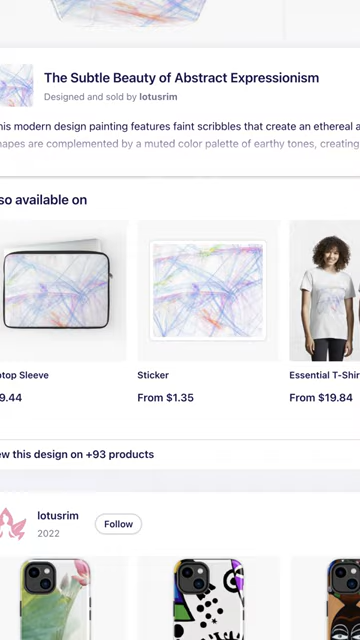 The Subtle Beauty of Abstract Expressionism
Designed and sold by lotusrim
his modern design painting features faint scribbles that create an ethereal a
hapes are complemented by a muted color palette of earthy tones, creating
so available on
ptop Sleeve
Sticker
Essential T-Shir
9.44
From $1.35
From $19.84
ew this design on +93 products
lotusrim
Follow
2022